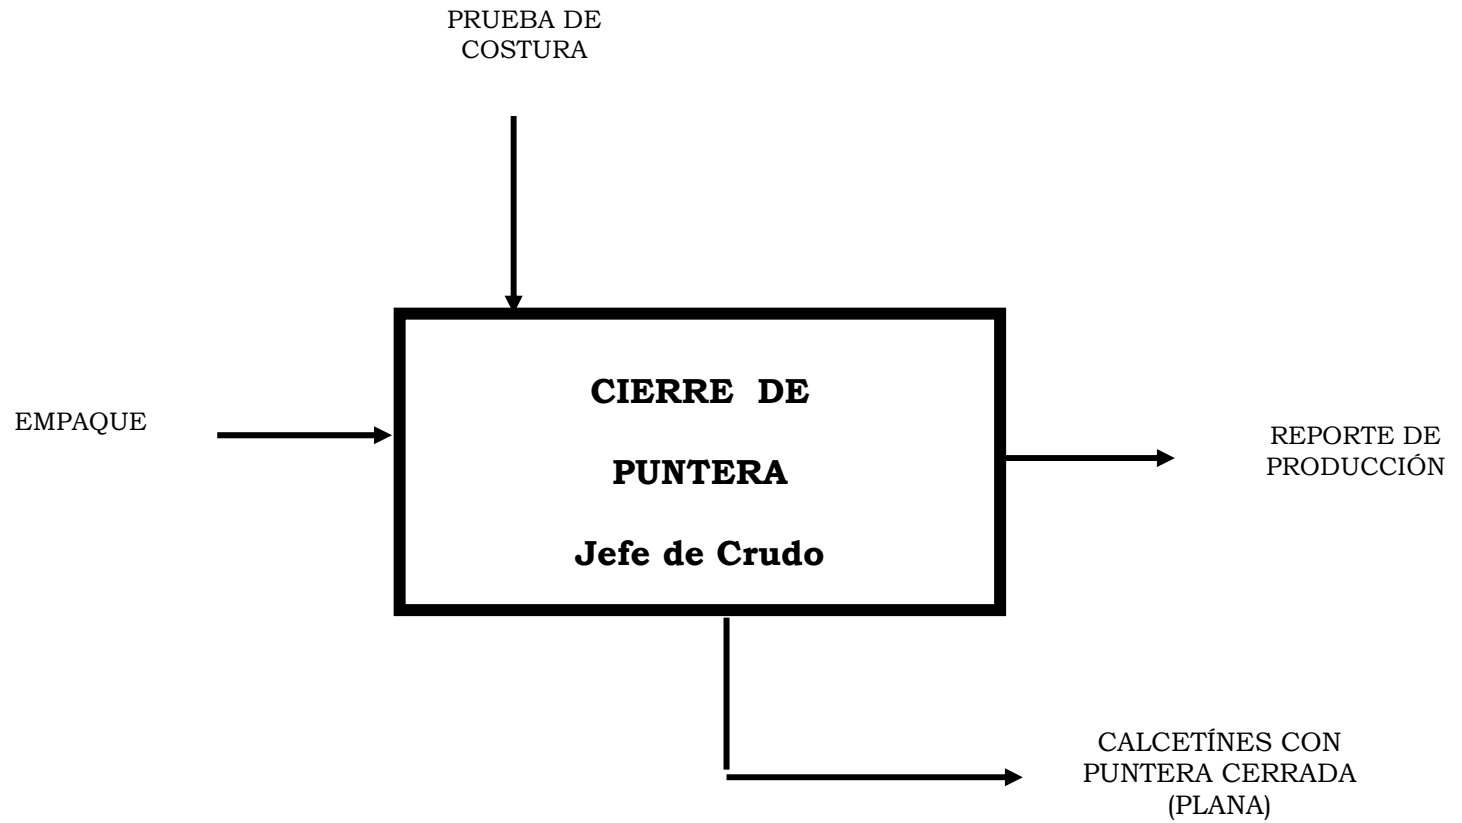 PRUEBA DE
COSTURA
CIERRE DE
PUNTERA
Jefe de Crudo
EMPAQUE
REPORTE DE
PRODUCCIÓN
CALCETÍNES CON
PUNTERA CERRADA
(PLANA)